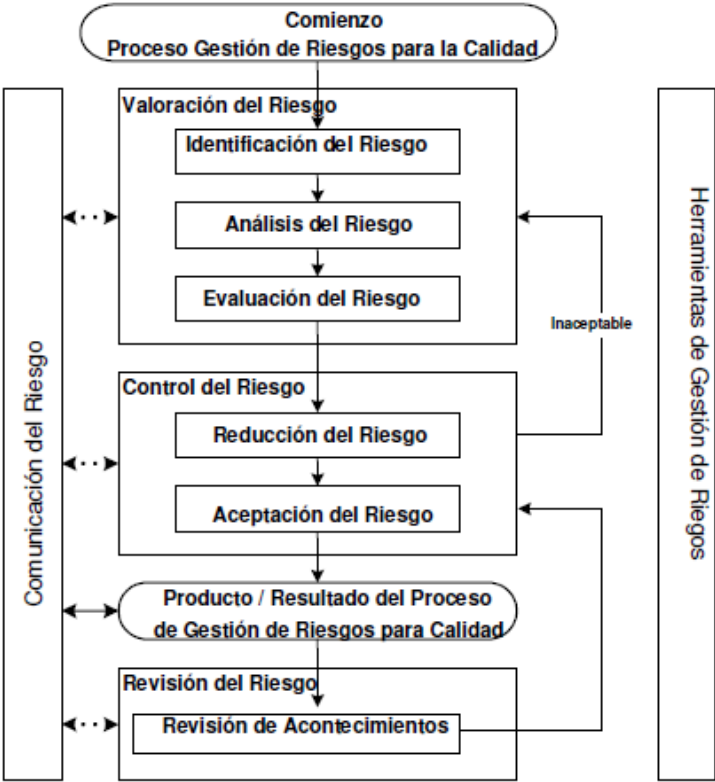 Comienzo
Proceso Gestión de Riesgos para la Calidad
Valoración del Riesgo
Identificación del Riesgo
Análisis del Riesgo
Evaluación del Riesgo
Inaceptable
Control del Riesgo
Reducción del Riesgo
Aceptación del Riesgo
Producto / Resultado del Proceso
de Gestión de Riesgos para Calidad
Revisión del Riesgo
Revisión de Acontecimientos
Comunicación del Riesgo
Herramientas de Gestión de Riegos